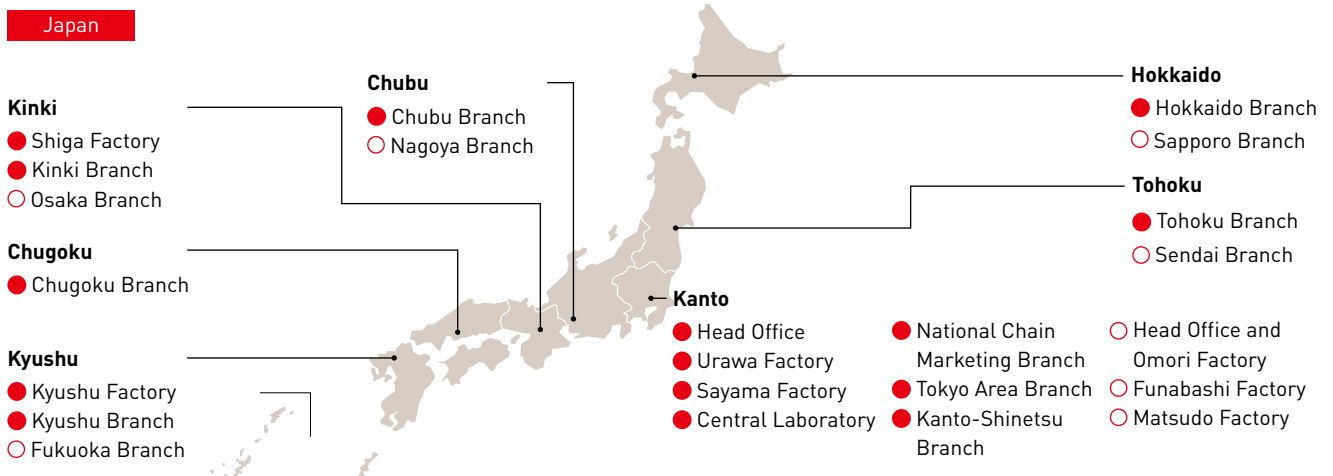 Japan
Kinki
Shiga Factory
Kinki Branch
Osaka Branch
Chugoku
Chugoku Branch
Kyushu
Kyushu Factory
Kyushu Branch
Fukuoka Branch
Chubu
Chubu Branch
Nagoya Branch
Hokkaido
Hokkaido Branch
Sapporo Branch
Tohoku
Tohoku Branch
Sendai Branch
Kanto
Head Office
Urawa Factory
Sayama Factory
Central Laboratory
National Chain
Marketing Branch
Tokyo Area Branch
Kanto-Shinetsu
Branch
Head Office and
Omori Factory
Funabashi Factory
Matsudo Factory